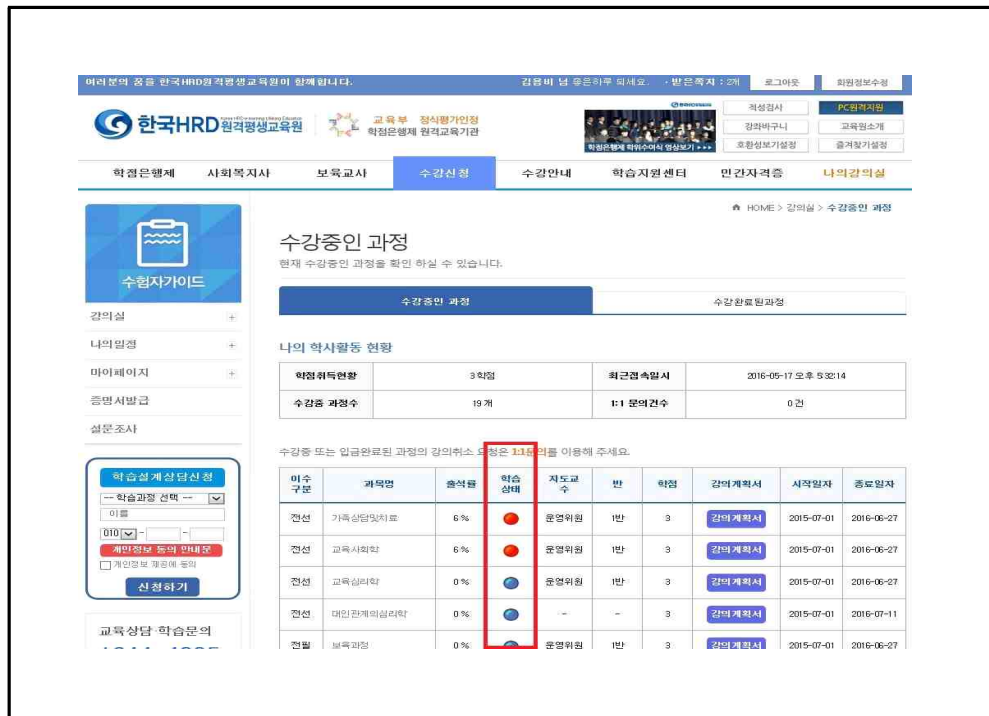 여러분의 꿈을 한국HRD원격평생교육원이 함께합니다.
김용비 님 좋은하루 되세요. · 받은쪽지 : 2개 로그아웃 회원정보수정
한국HRD 원격평생교육원
교육부 정식평가인정
학점은행제 원격교육기관
학점은행제 학위수여식 영상보기 ▸▸▸
적성검사 PC원격지원
강좌바구니 교육원소개
호환성보기설정 즐겨찾기설정
학점은행제 사회복지사 보육교사 수강신청 수강안내 학습지원센터 민간자격증 나의강의실
HOME > 강의실 > 수강중인 과정
수험자가이드
강의실 +
나의일정 +
마이페이지 +
증명서발급
설문조사
학습설계상담신청
-- 학습과정 선택 --
이름
010 - -
개인정보 동의 안내문
개인정보 제공에 동의
신청하기
교육상담·학습문의
수강중인 과정
현재 수강중인 과정을 확인 하실 수 있습니다.
수강중인 과정 수강완료된과정
나의 학사활동 현황
학점취득현황 3 학점 최근접속일시 2016-05-17 오후 5:32:14
수강중 과정수 19 개 1:1 문의건수 0 건
수강중 또는 입금완료된 과정의 강의취소 요청은 1:1문의를 이용해 주세요.
이수구분 과목명 출석률 학습상태 지도교수 반 학점 강의계획서 시작일자 종료일자
전선 가족상담및치료 6 % 운영위원 1반 3 강의계획서 2015-07-01 2016-06-27
전선 교육사회학 6 % 운영위원 1반 3 강의계획서 2015-07-01 2016-06-27
전선 교육심리학 0 % 운영위원 1반 3 강의계획서 2015-07-01 2016-06-27
전선 대인관계의심리학 0 % - - 3 강의계획서 2015-07-01 2016-07-11
전필 보육과정 0 % 운영위원 1반 3 강의계획서 2015-07-01 2016-06-27